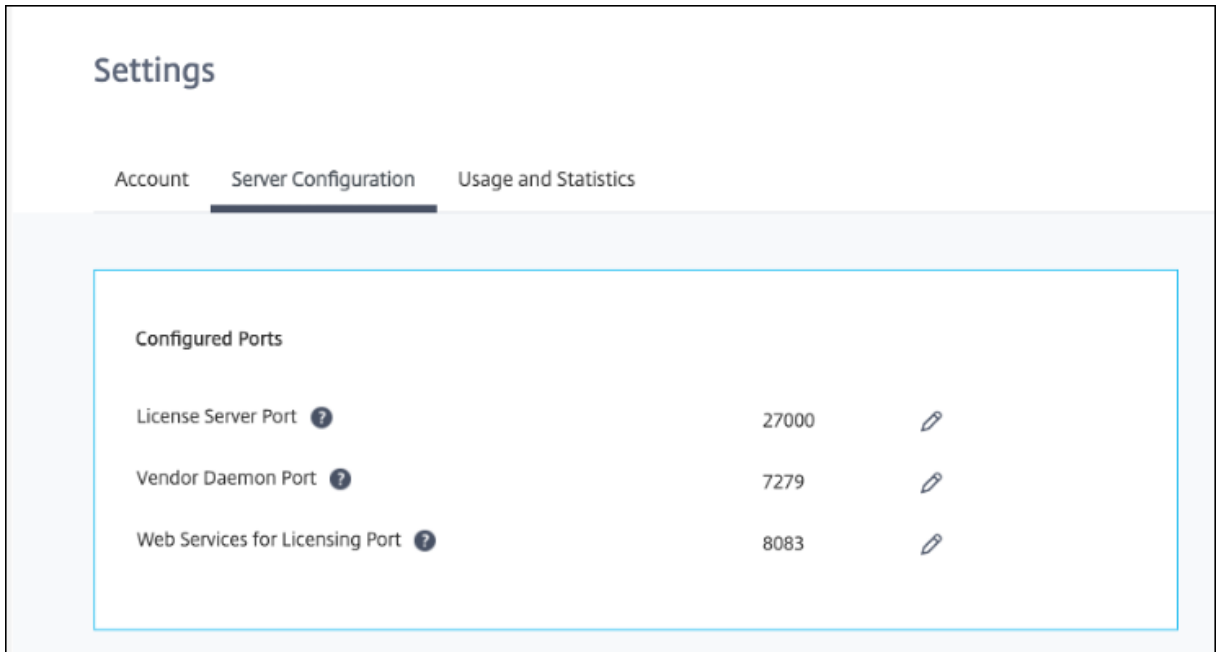 Settings
Account Server Configuration Usage and Statistics
Configured Ports
License Server Port ? 27000
Vendor Daemon Port ? 7279
Web Services for Licensing Port ? 8083